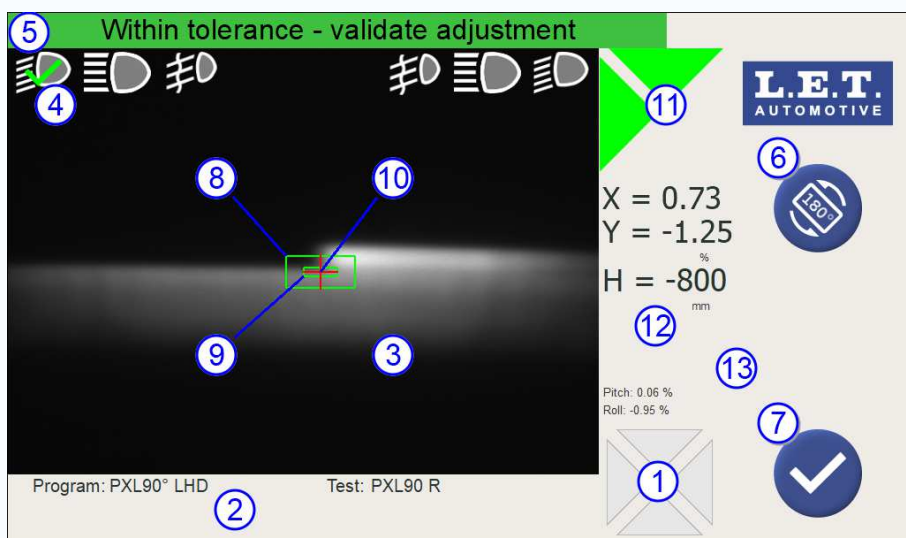 5
Within tolerance - validate adjustment
4
11
L.E.T.
AUTOMOTIVE
6
180°
8
10
X = 0.73
Y = -1.25
%
H = -800
mm
12
9
3
13
Pitch: 0.06 %
Roll: -0.95 %
7
1
Program: PXL90° LHD
Test: PXL90 R
2